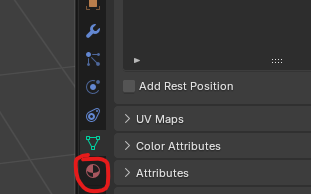 Add Rest Position
UV Maps
Color Attributes
Attributes